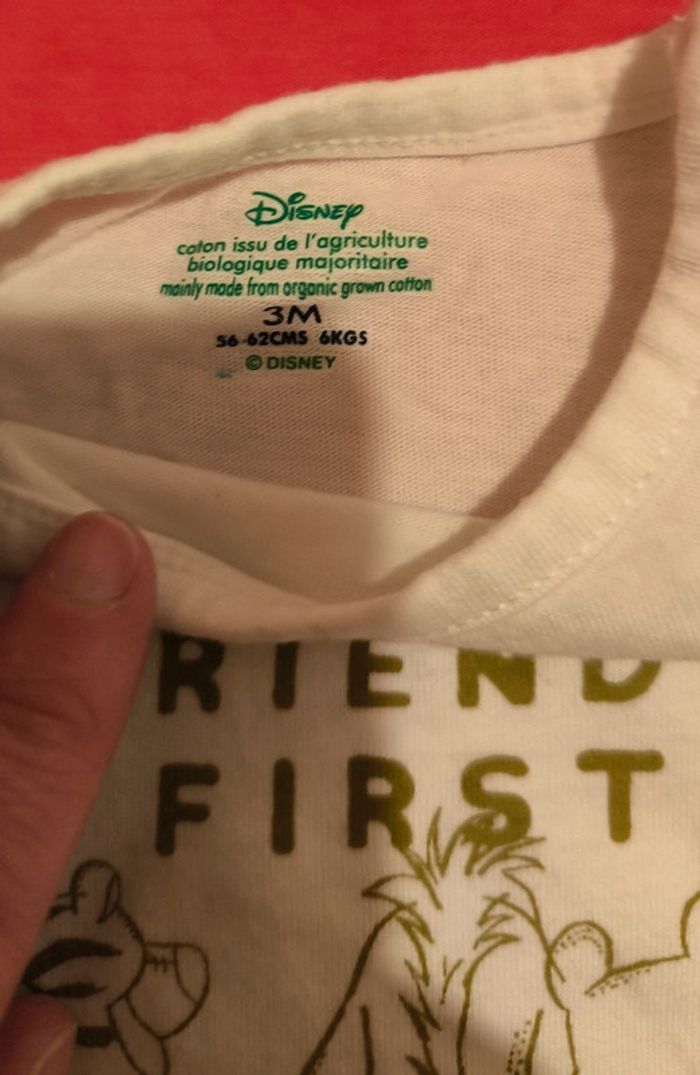 Disney
coton issu de l'agriculture
biologique majoritaire
mainly made from organic grown cotton
3M
56-62CMS 6KGS
© DISNEY
RIEND
FIRST